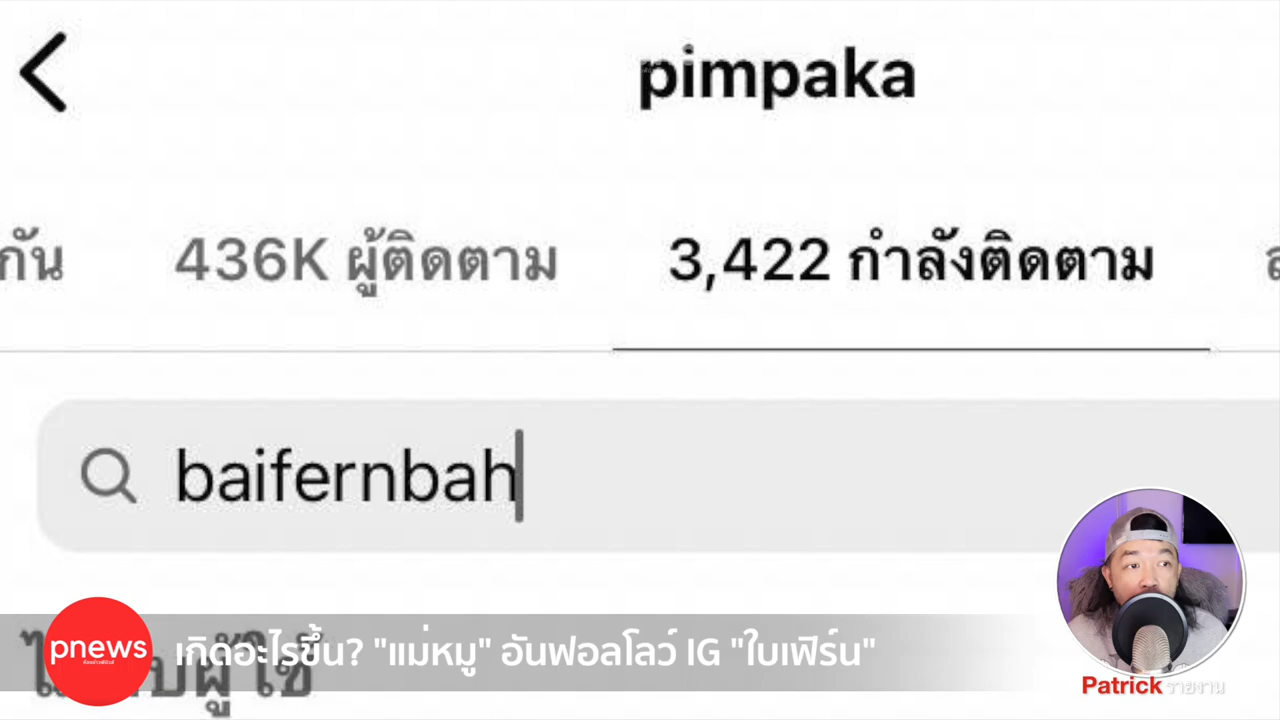 pimpaka
กัน 436K ผู้ติดตาม 3,422 กำลังติดตาม
baifernbah
pnews
เกิดอะไรขึ้น? "แม่หมู" อันฟอลโลว์ IG "ใบเฟิร์น"
Patrick รายงาน